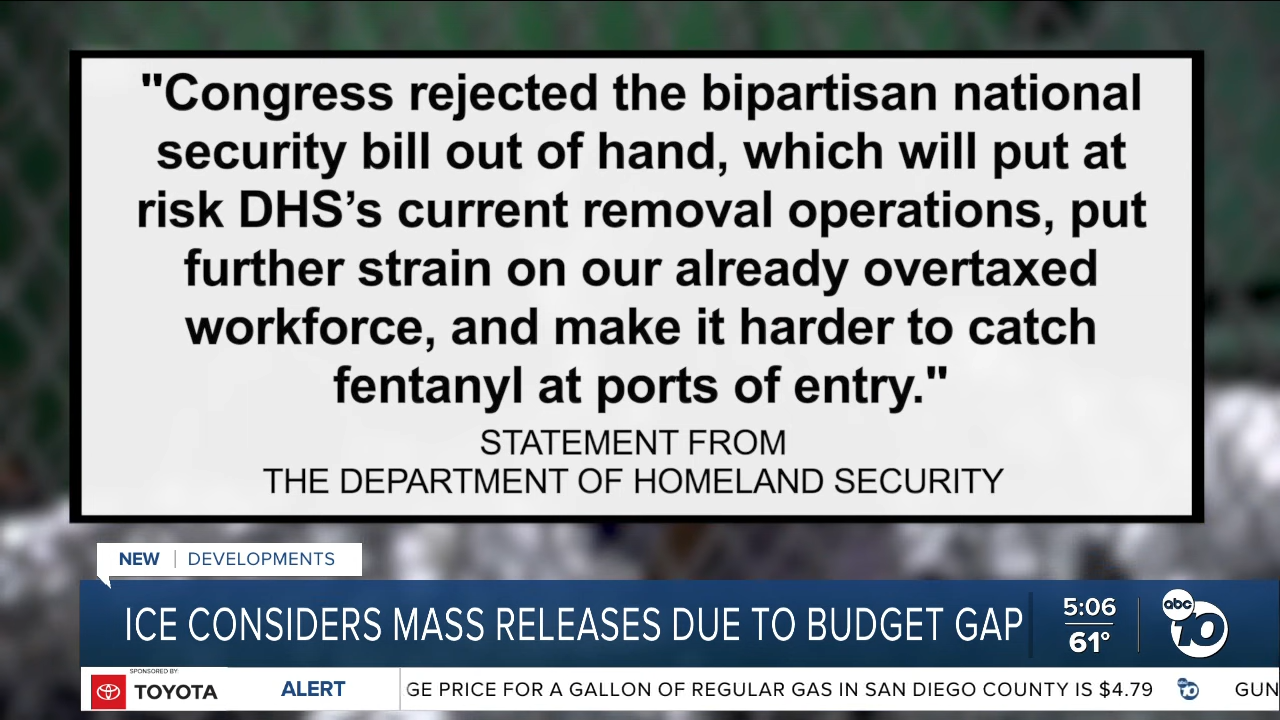 "Congress rejected the bipartisan national
security bill out of hand, which will put at
risk DHS’s current removal operations, put
further strain on our already overtaxed
workforce, and make it harder to catch
fentanyl at ports of entry."
STATEMENT FROM
THE DEPARTMENT OF HOMELAND SECURITY
NEW | DEVELOPMENTS
ICE CONSIDERS MASS RELEASES DUE TO BUDGET GAP
5:06
61°
abc
10
SPONSORED BY:
TOYOTA
ALERT
GE PRICE FOR A GALLON OF REGULAR GAS IN SAN DIEGO COUNTY IS $4.79
abc 10
GUN